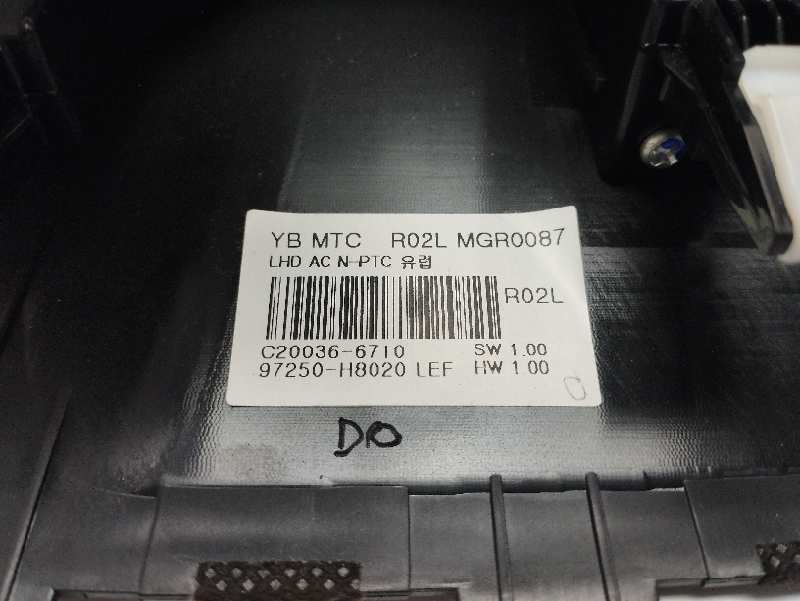 YB MTC R02L MGR0087
LHD AC N-PTC 유럽
R02L
C20036-6710 SW 1.00
97250-H8020 LEF HW 1.00
DO